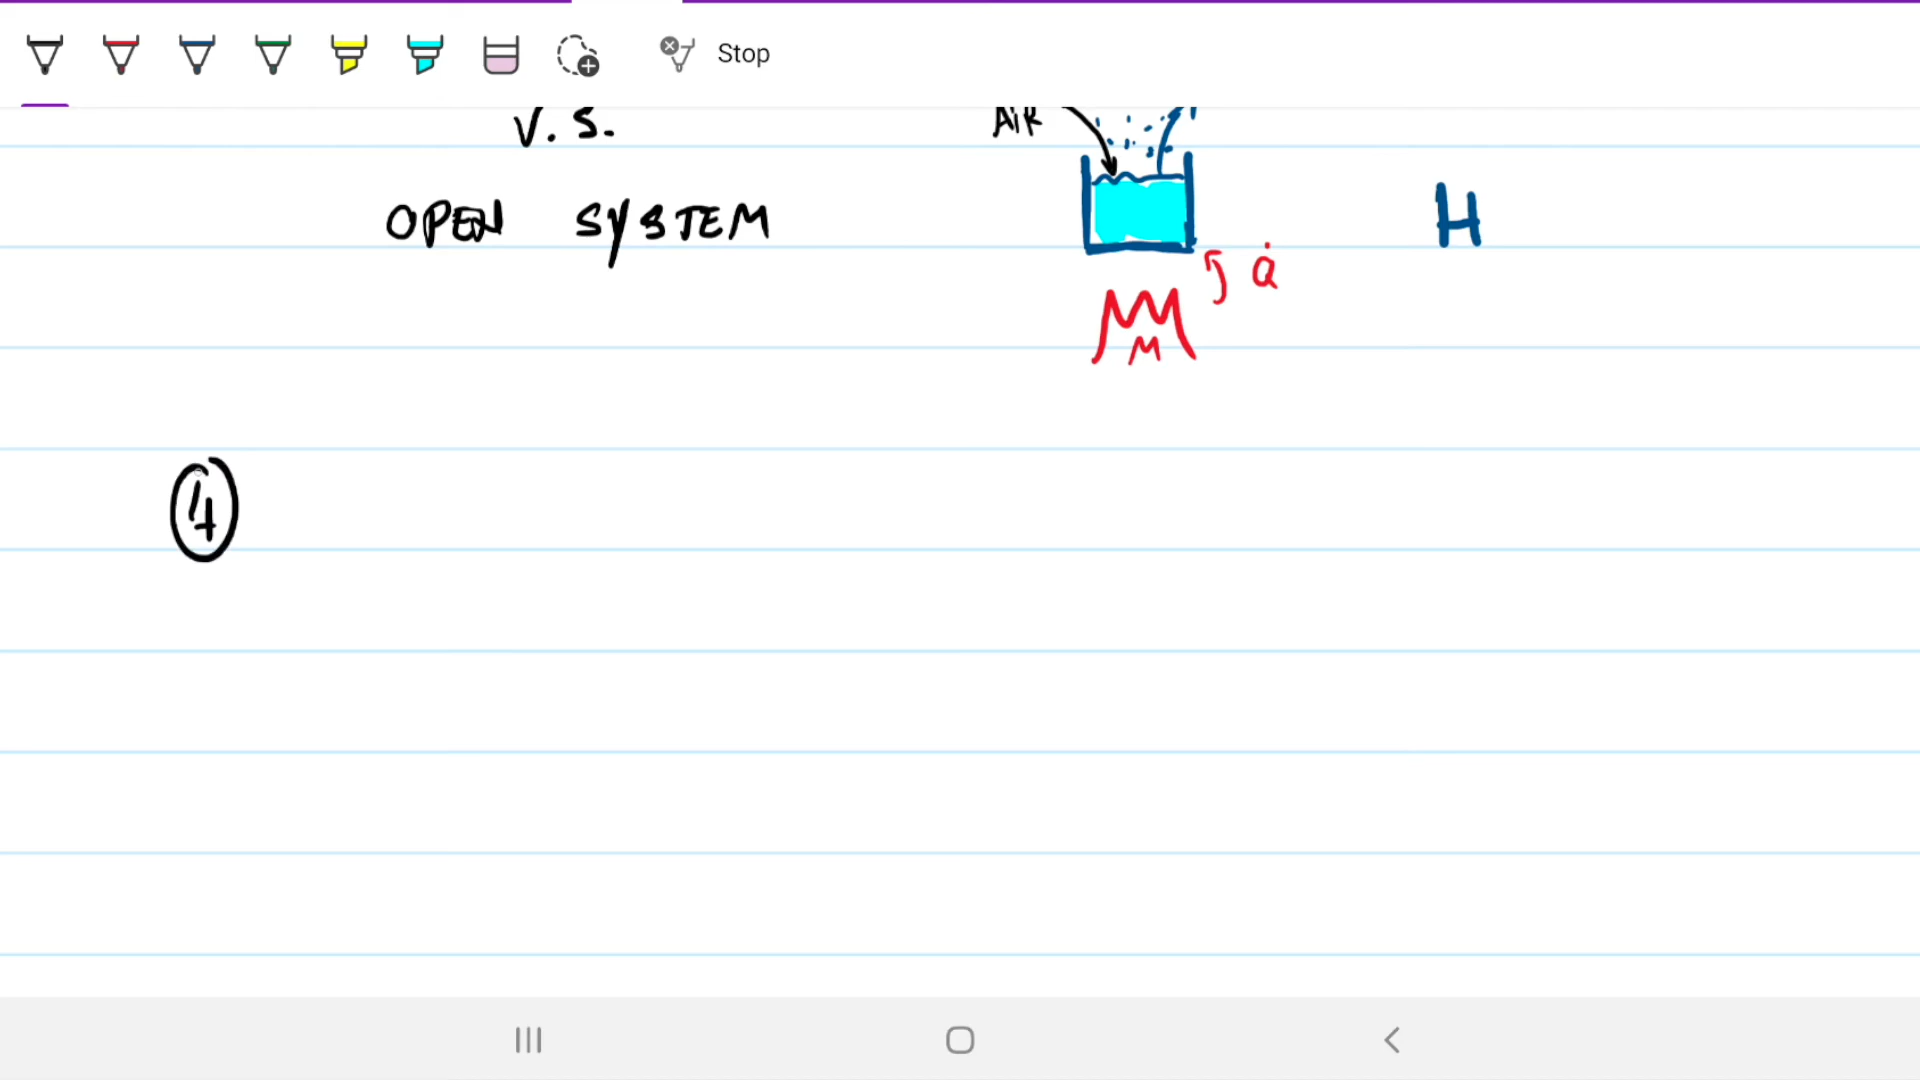 Stop
V.S.
AIR
OPEN SYSTEM
H
Q̇
4